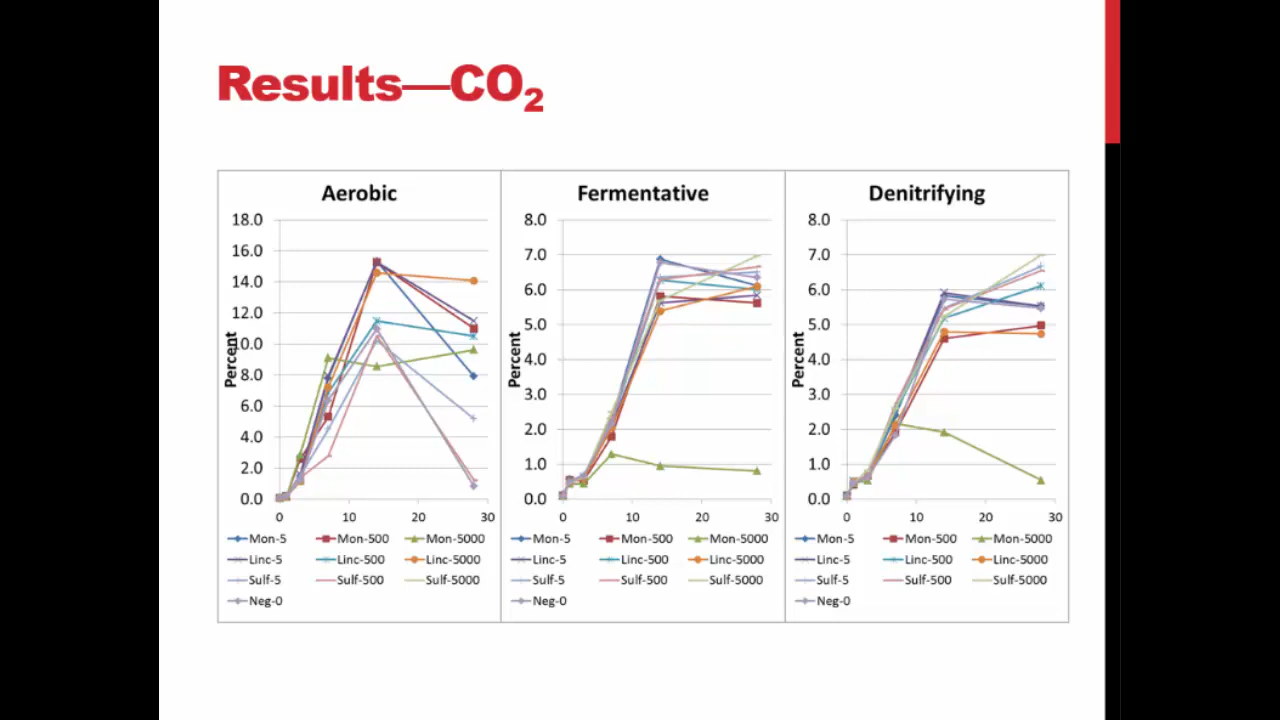 Results—CO2
Aerobic
18.0
16.0
14.0
12.0
10.0
8.0
6.0
4.0
2.0
0.0
Percent
0 10 20 30
Mon-5 Mon-500 Mon-5000
Linc-5 Linc-500 Linc-5000
Sulf-5 Sulf-500 Sulf-5000
Neg-0
Fermentative
8.0
7.0
6.0
5.0
4.0
3.0
2.0
1.0
0.0
Percent
0 10 20 30
Mon-5 Mon-500 Mon-5000
Linc-5 Linc-500 Linc-5000
Sulf-5 Sulf-500 Sulf-5000
Neg-0
Denitrifying
8.0
7.0
6.0
5.0
4.0
3.0
2.0
1.0
0.0
Percent
0 10 20 30
Mon-5 Mon-500 Mon-5000
Linc-5 Linc-500 Linc-5000
Sulf-5 Sulf-500 Sulf-5000
Neg-0